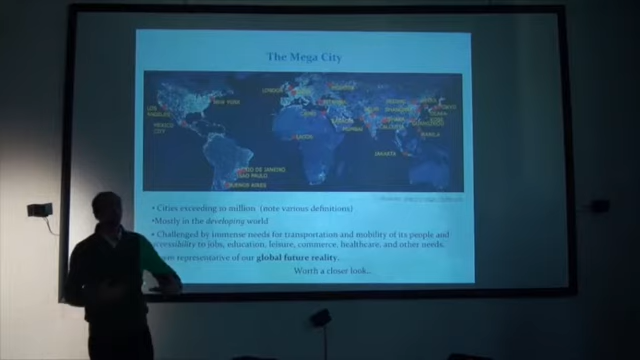 The Mega City
LONDON
LOS ANGELES
NEW YORK
MEXICO CITY
CAIRO
LAGOS
MUMBAI
MANILA
JAKARTA
RIO DE JANEIRO
SAO PAULO
BUENOS AIRES
• Cities exceeding 10 million (note various definitions)
• Mostly in the developing world
• Challenged by immense needs for transportation and mobility of its people and
accessibility to jobs, education, leisure, commerce, healthcare, and other needs.
representative of our global future reality.
Worth a closer look...